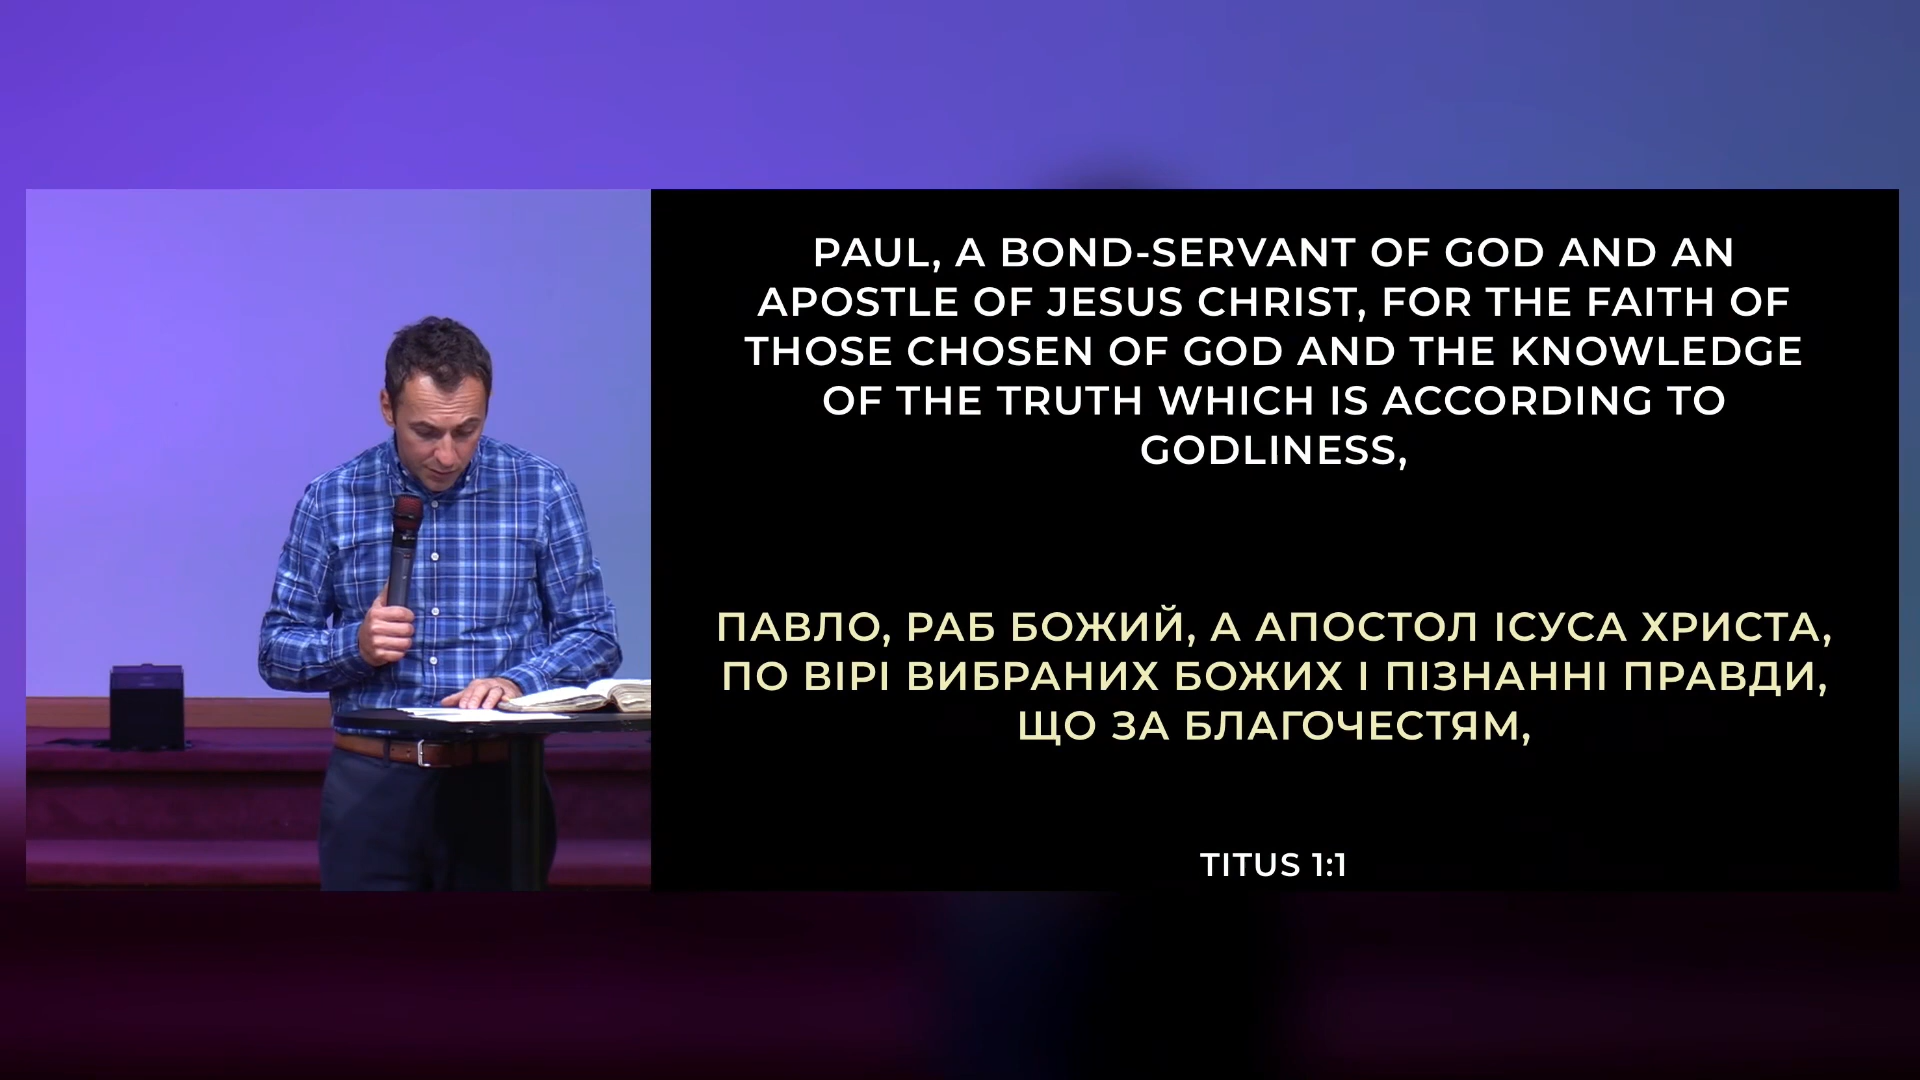 PAUL, A BOND-SERVANT OF GOD AND AN
APOSTLE OF JESUS CHRIST, FOR THE FAITH OF
THOSE CHOSEN OF GOD AND THE KNOWLEDGE
OF THE TRUTH WHICH IS ACCORDING TO
GODLINESS,
ПАВЛО, РАБ БОЖИЙ, А АПОСТОЛ ІСУСА ХРИСТА,
ПО ВІРІ ВИБРАНИХ БОЖИХ І ПІЗНАННІ ПРАВДИ,
ЩО ЗА БЛАГОЧЕСТЯМ,
TITUS 1:1